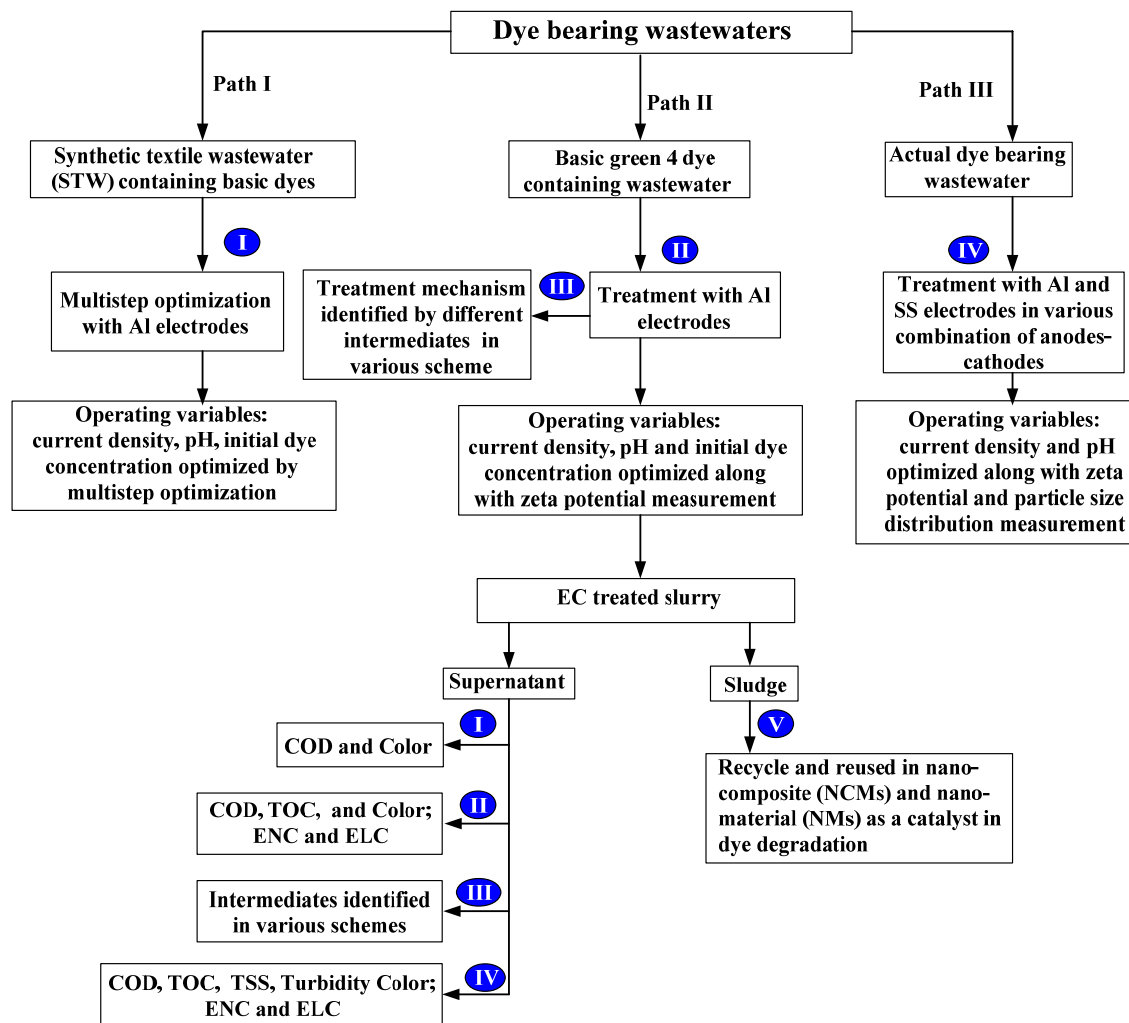 Dye bearing wastewaters
Path I
Path II
Path III
Synthetic textile wastewater
(STW) containing basic dyes
Basic green 4 dye
containing wastewater
Actual dye bearing
wastewater
I
II
III
IV
Multistep optimization
with Al electrodes
Treatment mechanism
identified by different
intermediates in
various scheme
Treatment with Al
electrodes
Treatment with Al and
SS electrodes in various
combination of anodes-
cathodes
Operating variables:
current density, pH, initial dye
concentration optimized by
multistep optimization
Operating variables:
current density, pH and initial dye
concentration optimized along
with zeta potential measurement
Operating variables:
current density and pH
optimized along with zeta
potential and particle size
distribution measurement
EC treated slurry
Supernatant
Sludge
I
COD and Color
II
COD, TOC, and Color;
ENC and ELC
III
Intermediates identified
in various schemes
IV
COD, TOC, TSS, Turbidity Color;
ENC and ELC
V
Recycle and reused in nano-
composite (NCMs) and nano-
material (NMs) as a catalyst in
dye degradation